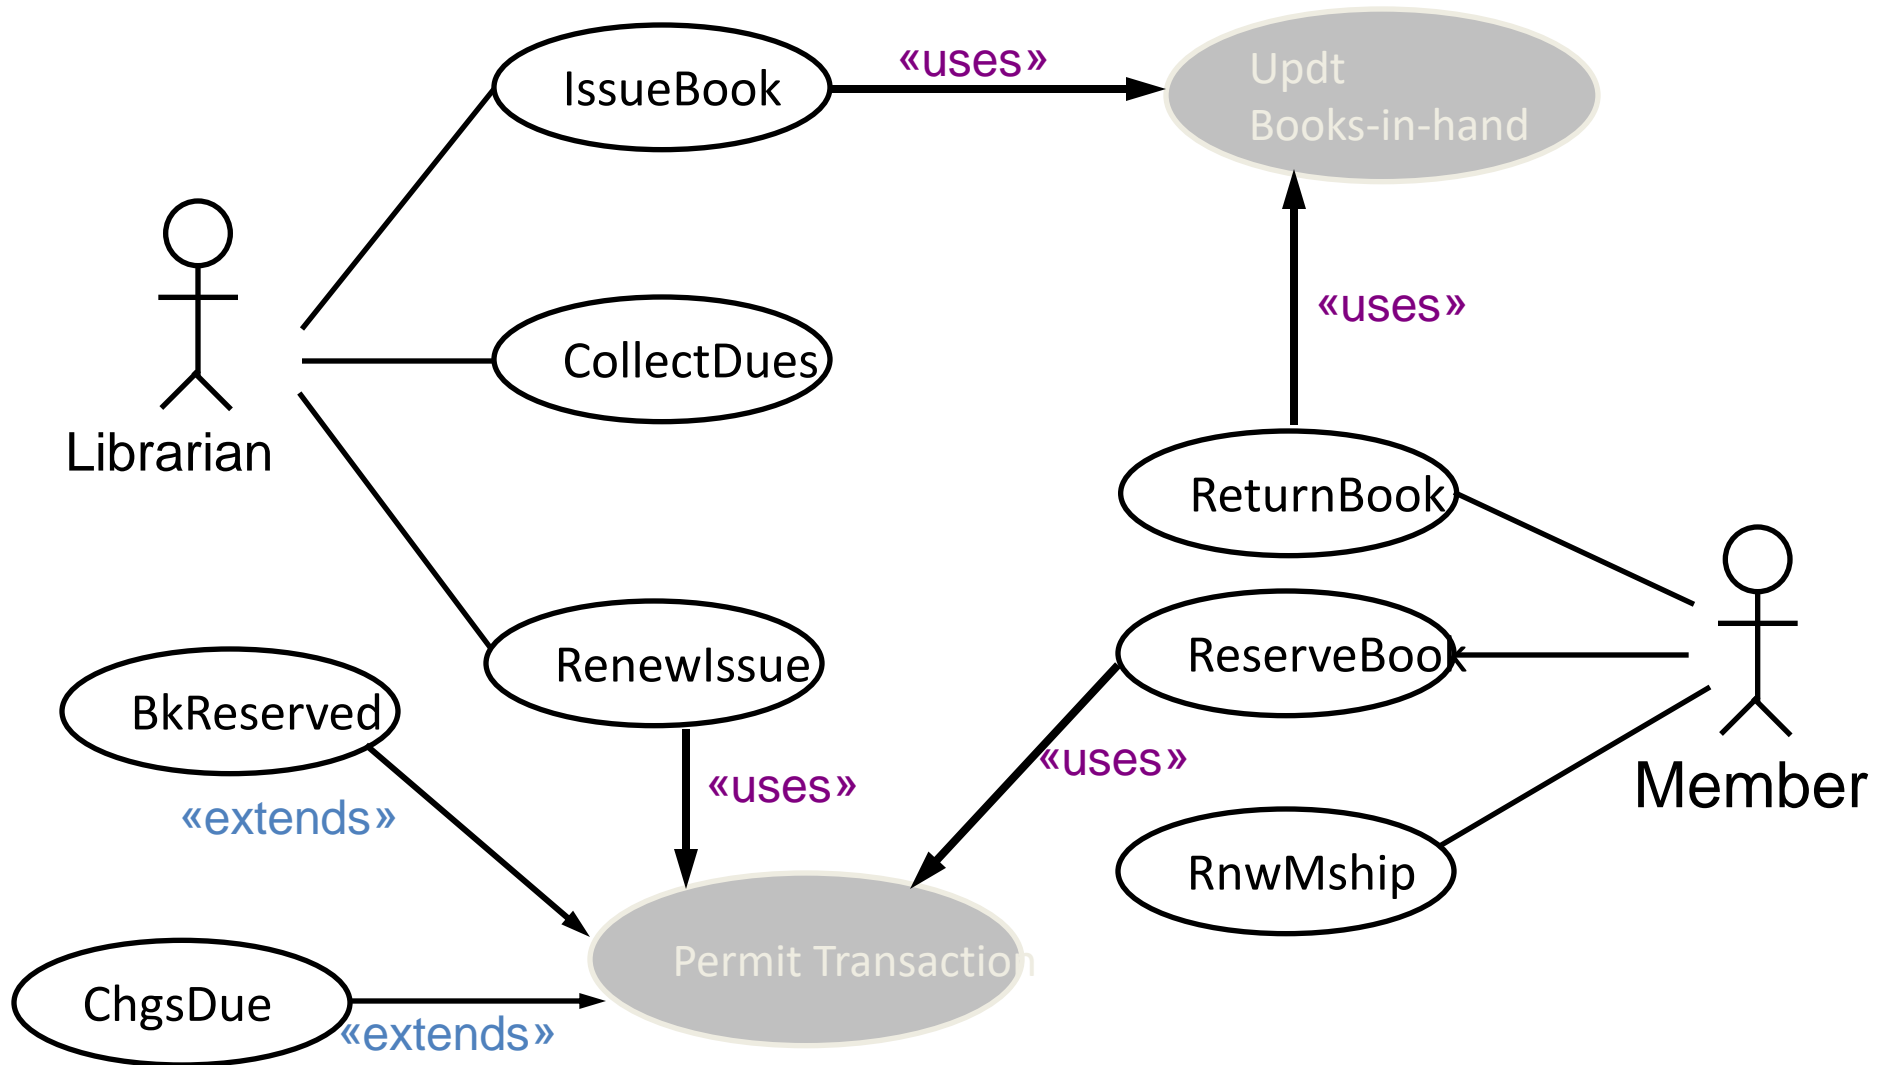 «uses»
Updt
IssueBook
Books-in-hand
«uses»
CollectDues
Librarian
ReturnBook
ReserveBook
RenewIssue
BkReserved
«uses»
«uses»
Member
«extends»
RnwMship
Permit Transaction
ChgsDue
«extends»